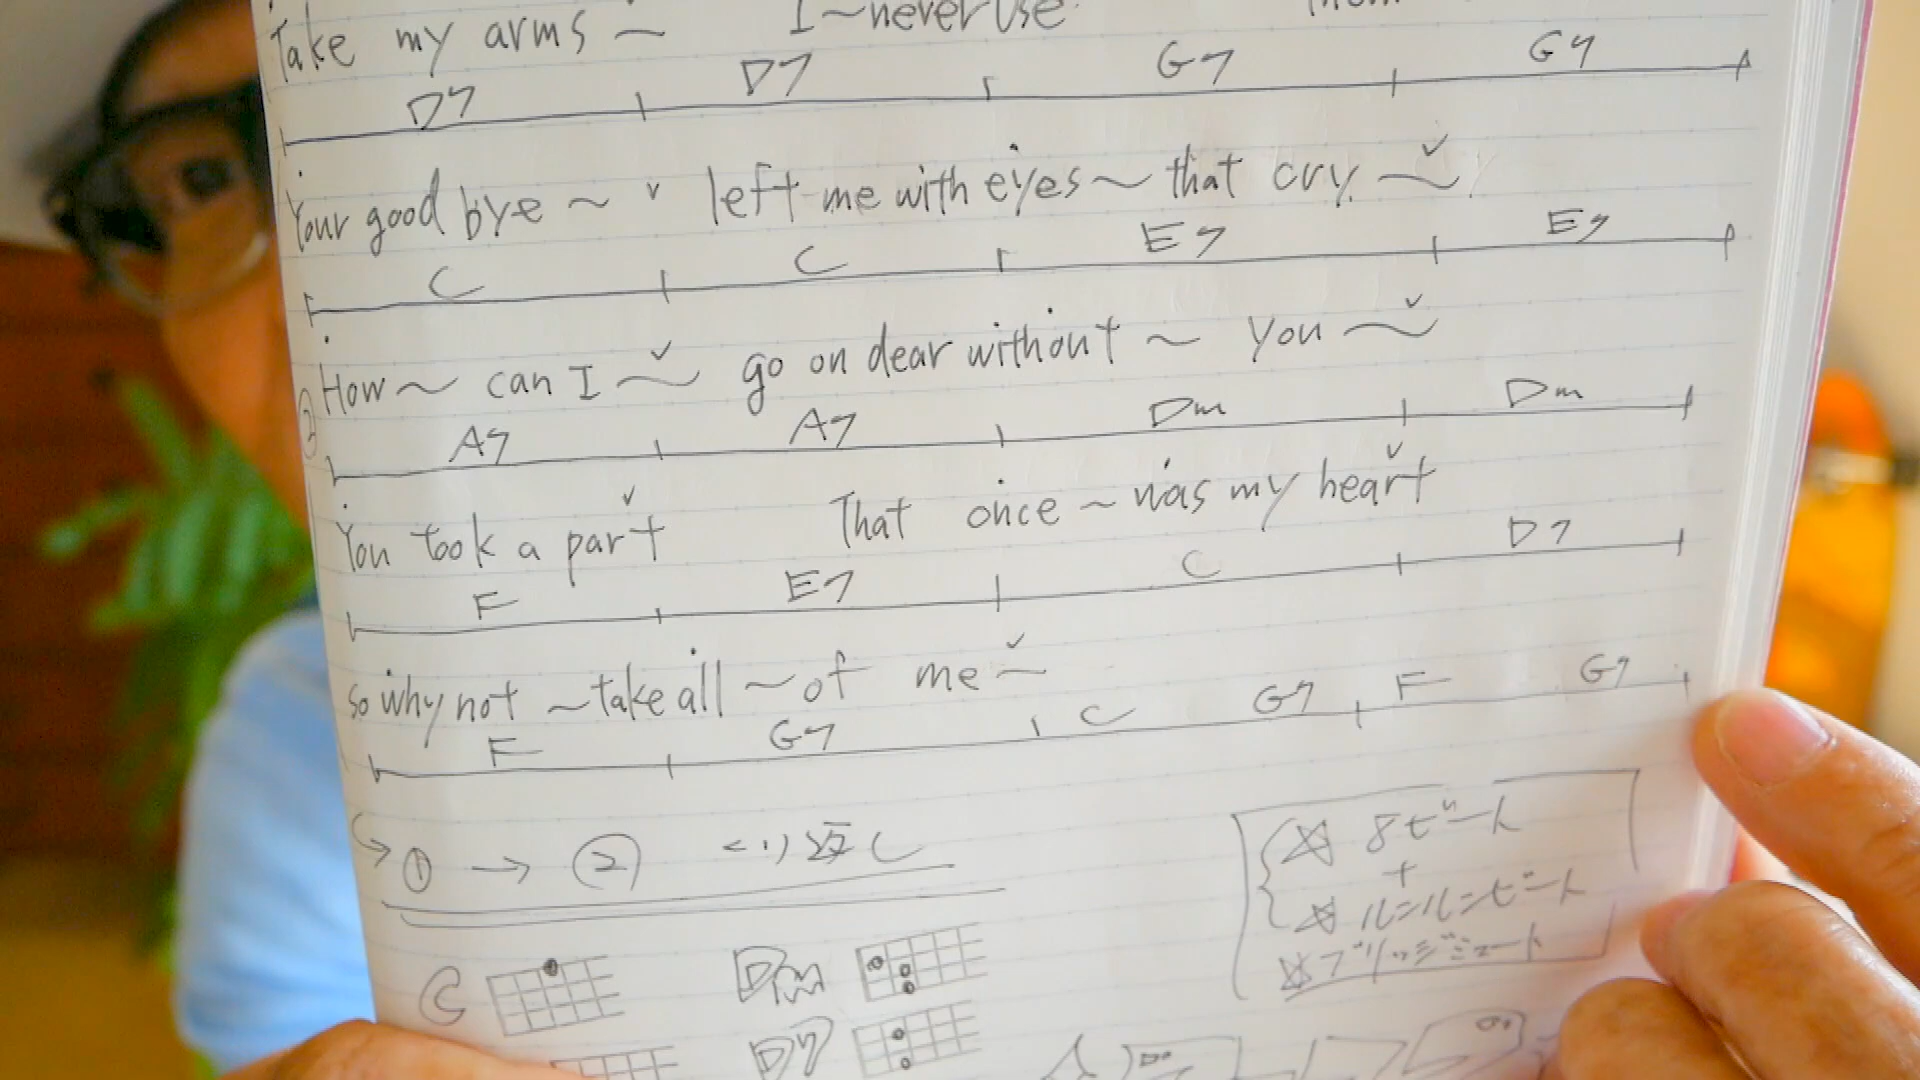 Take my arms ~ I ~ never use them
D7 D7 G7 G7
Your good bye ~ left me with eyes ~ that cry ~
C C E7 E7
How ~ can I ~ go on dear without ~ you ~
② A7 A7 Dm Dm
You took a part That once ~ was my heart
F E7 C D7
so why not ~ take all ~ of me ~
F G7 C G7 F G7
① → ② くり返し
☆ 8ビート
+
☆ ルンルンビート
☆ ブリッジミュート
C Dm
D7